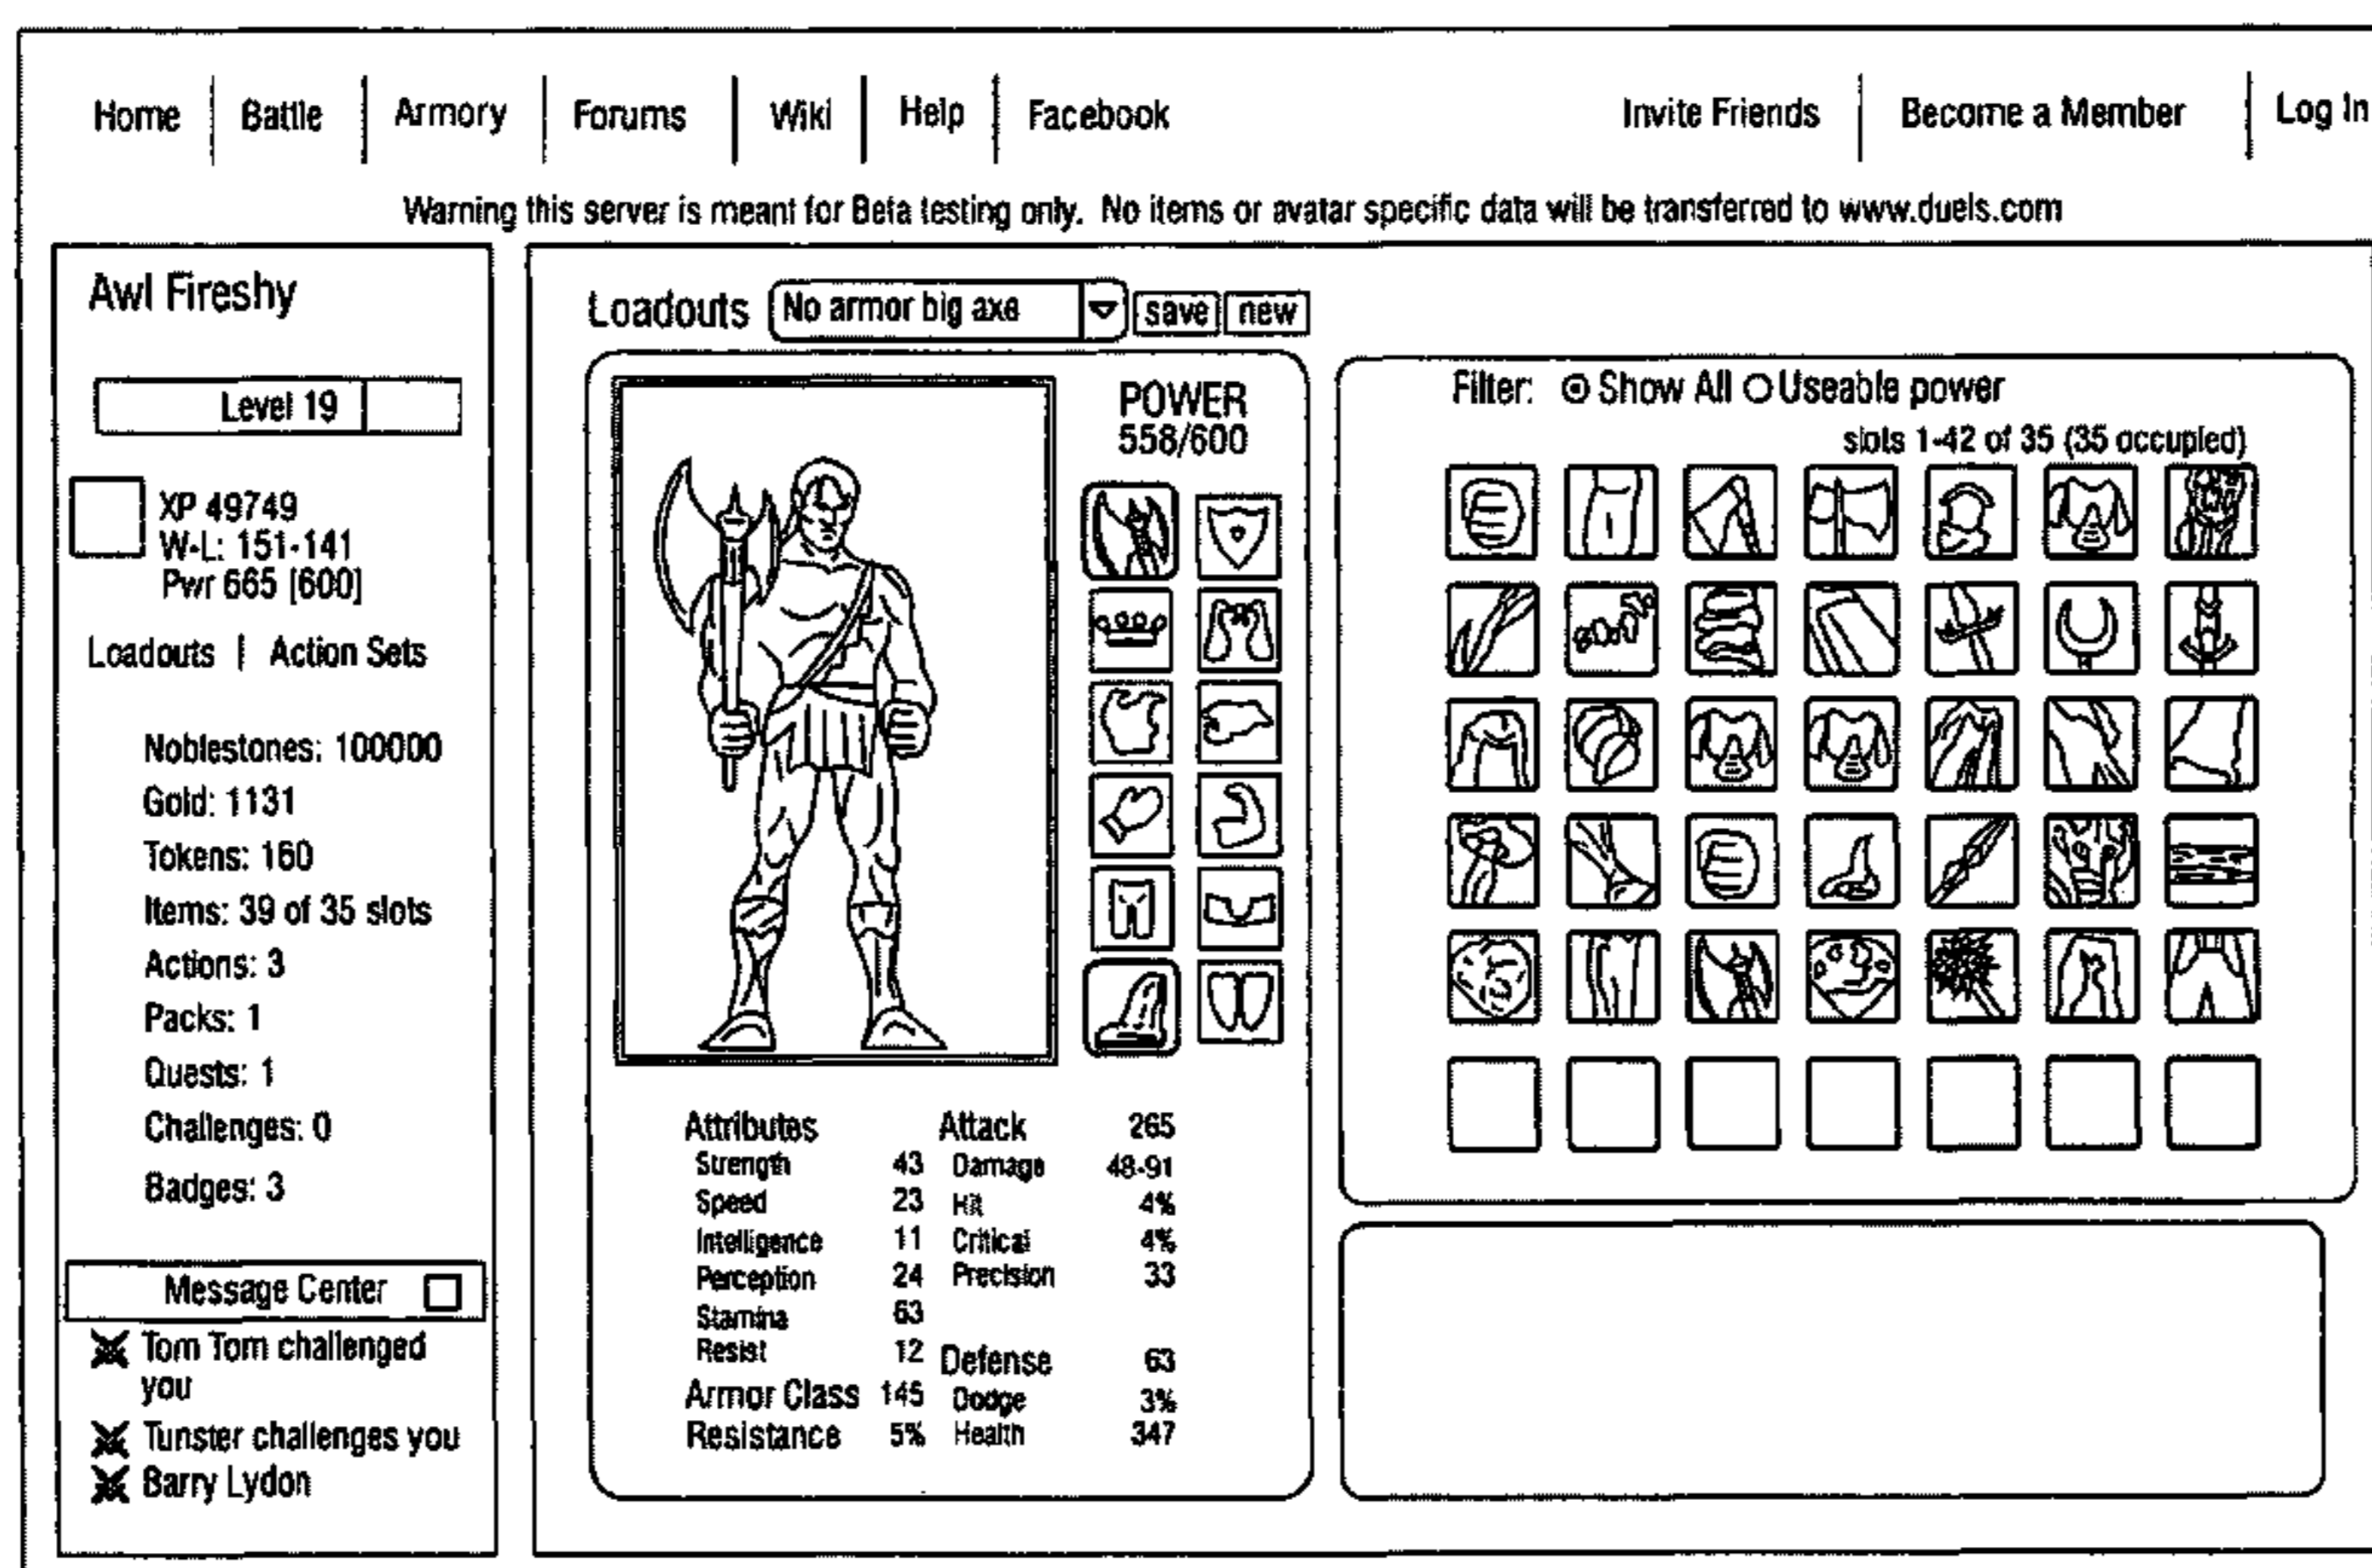 Home Battle Armory Forums Wiki Help Facebook Invite Friends Become a Member Log In
Warning this server is meant for Beta testing only. No items or avatar specific data will be transferred to www.duels.com
Awl Fireshy
Level 19
XP 49749
W-L: 151-141
Pwr 665 [600]
Loadouts | Action Sets
Noblestones: 100000
Gold: 1131
Tokens: 160
Items: 39 of 35 slots
Actions: 3
Packs: 1
Quests: 1
Challenges: 0
Badges: 3
Message Center
Tom Tom challenged
you
Tunster challenges you
Barry Lydon
Loadouts No armor big axe save new
POWER
558/600
Attributes
Strength 43
Speed 23
Intelligence 11
Perception 24
Stamina 63
Resist 12
Armor Class 145
Resistance 5%
Attack 265
Damage 48-91
Hit 4%
Critical 4%
Precision 33
Defense 63
Dodge 3%
Health 347
Filter: Show All Useable power
slots 1-42 of 35 (35 occupied)